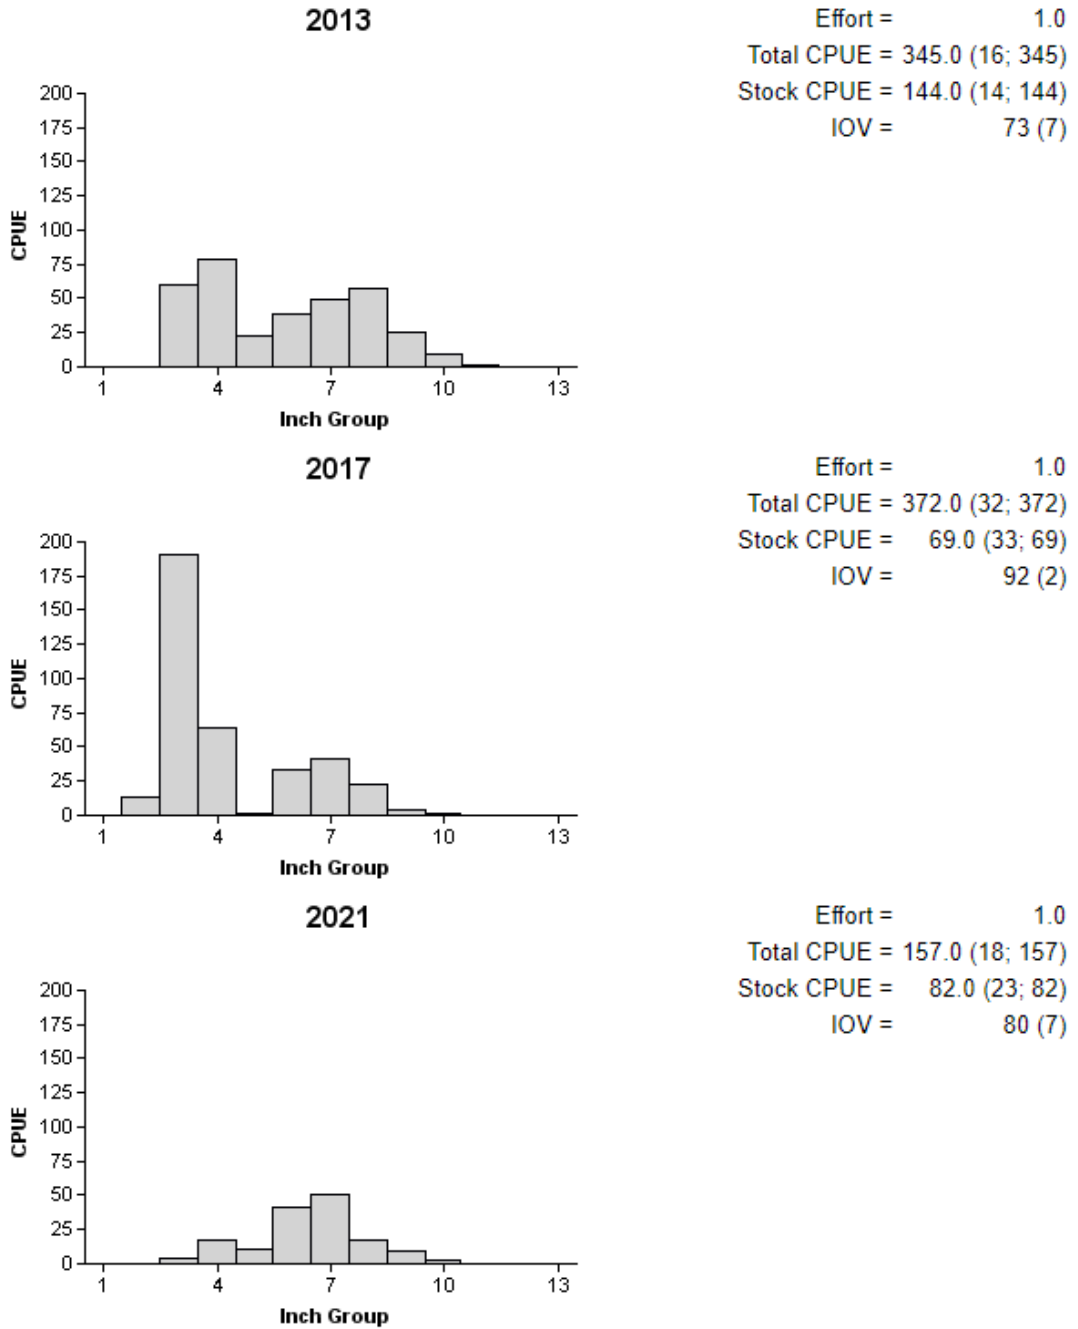 2013
Effort = 1.0
Total CPUE = 345.0 (16; 345)
Stock CPUE = 144.0 (14; 144)
IOV = 73 (7)
200
175
150
125
100
75
50
25
0
CPUE
1 4 7 10 13
Inch Group
2017
Effort = 1.0
Total CPUE = 372.0 (32; 372)
Stock CPUE = 69.0 (33; 69)
IOV = 92 (2)
200
175
150
125
100
75
50
25
0
CPUE
1 4 7 10 13
Inch Group
2021
Effort = 1.0
Total CPUE = 157.0 (18; 157)
Stock CPUE = 82.0 (23; 82)
IOV = 80 (7)
200
175
150
125
100
75
50
25
0
CPUE
1 4 7 10 13
Inch Group